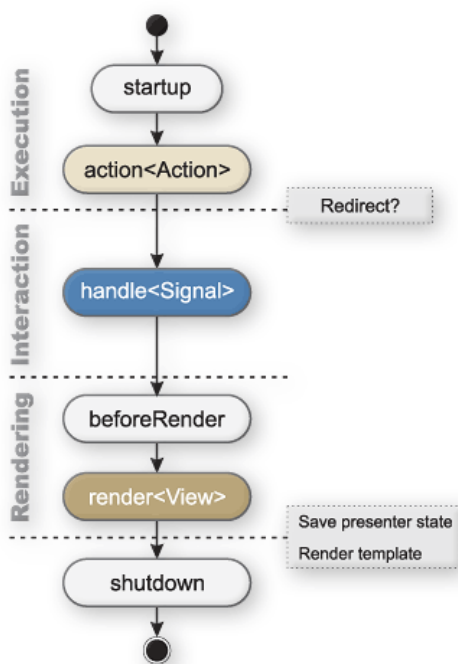 startup
Execution
action<Action>
Redirect?
Interaction
handle<Signal>
beforeRender
Rendering
render<View>
Save presenter state
Render template
shutdown